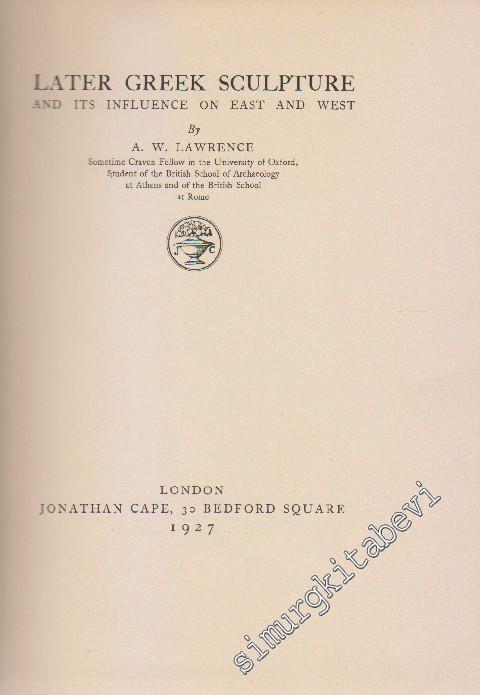 LATER GREEK SCULPTURE
AND ITS INFLUENCE ON EAST AND WEST
By
A. W. LAWRENCE
Sometime Craven Fellow in the University of Oxford,
Student of the British School of Archaeology
at Athens and of the British School
at Rome
J C
LONDON
JONATHAN CAPE, 30 BEDFORD SQUARE
1927
simurgkitabevi